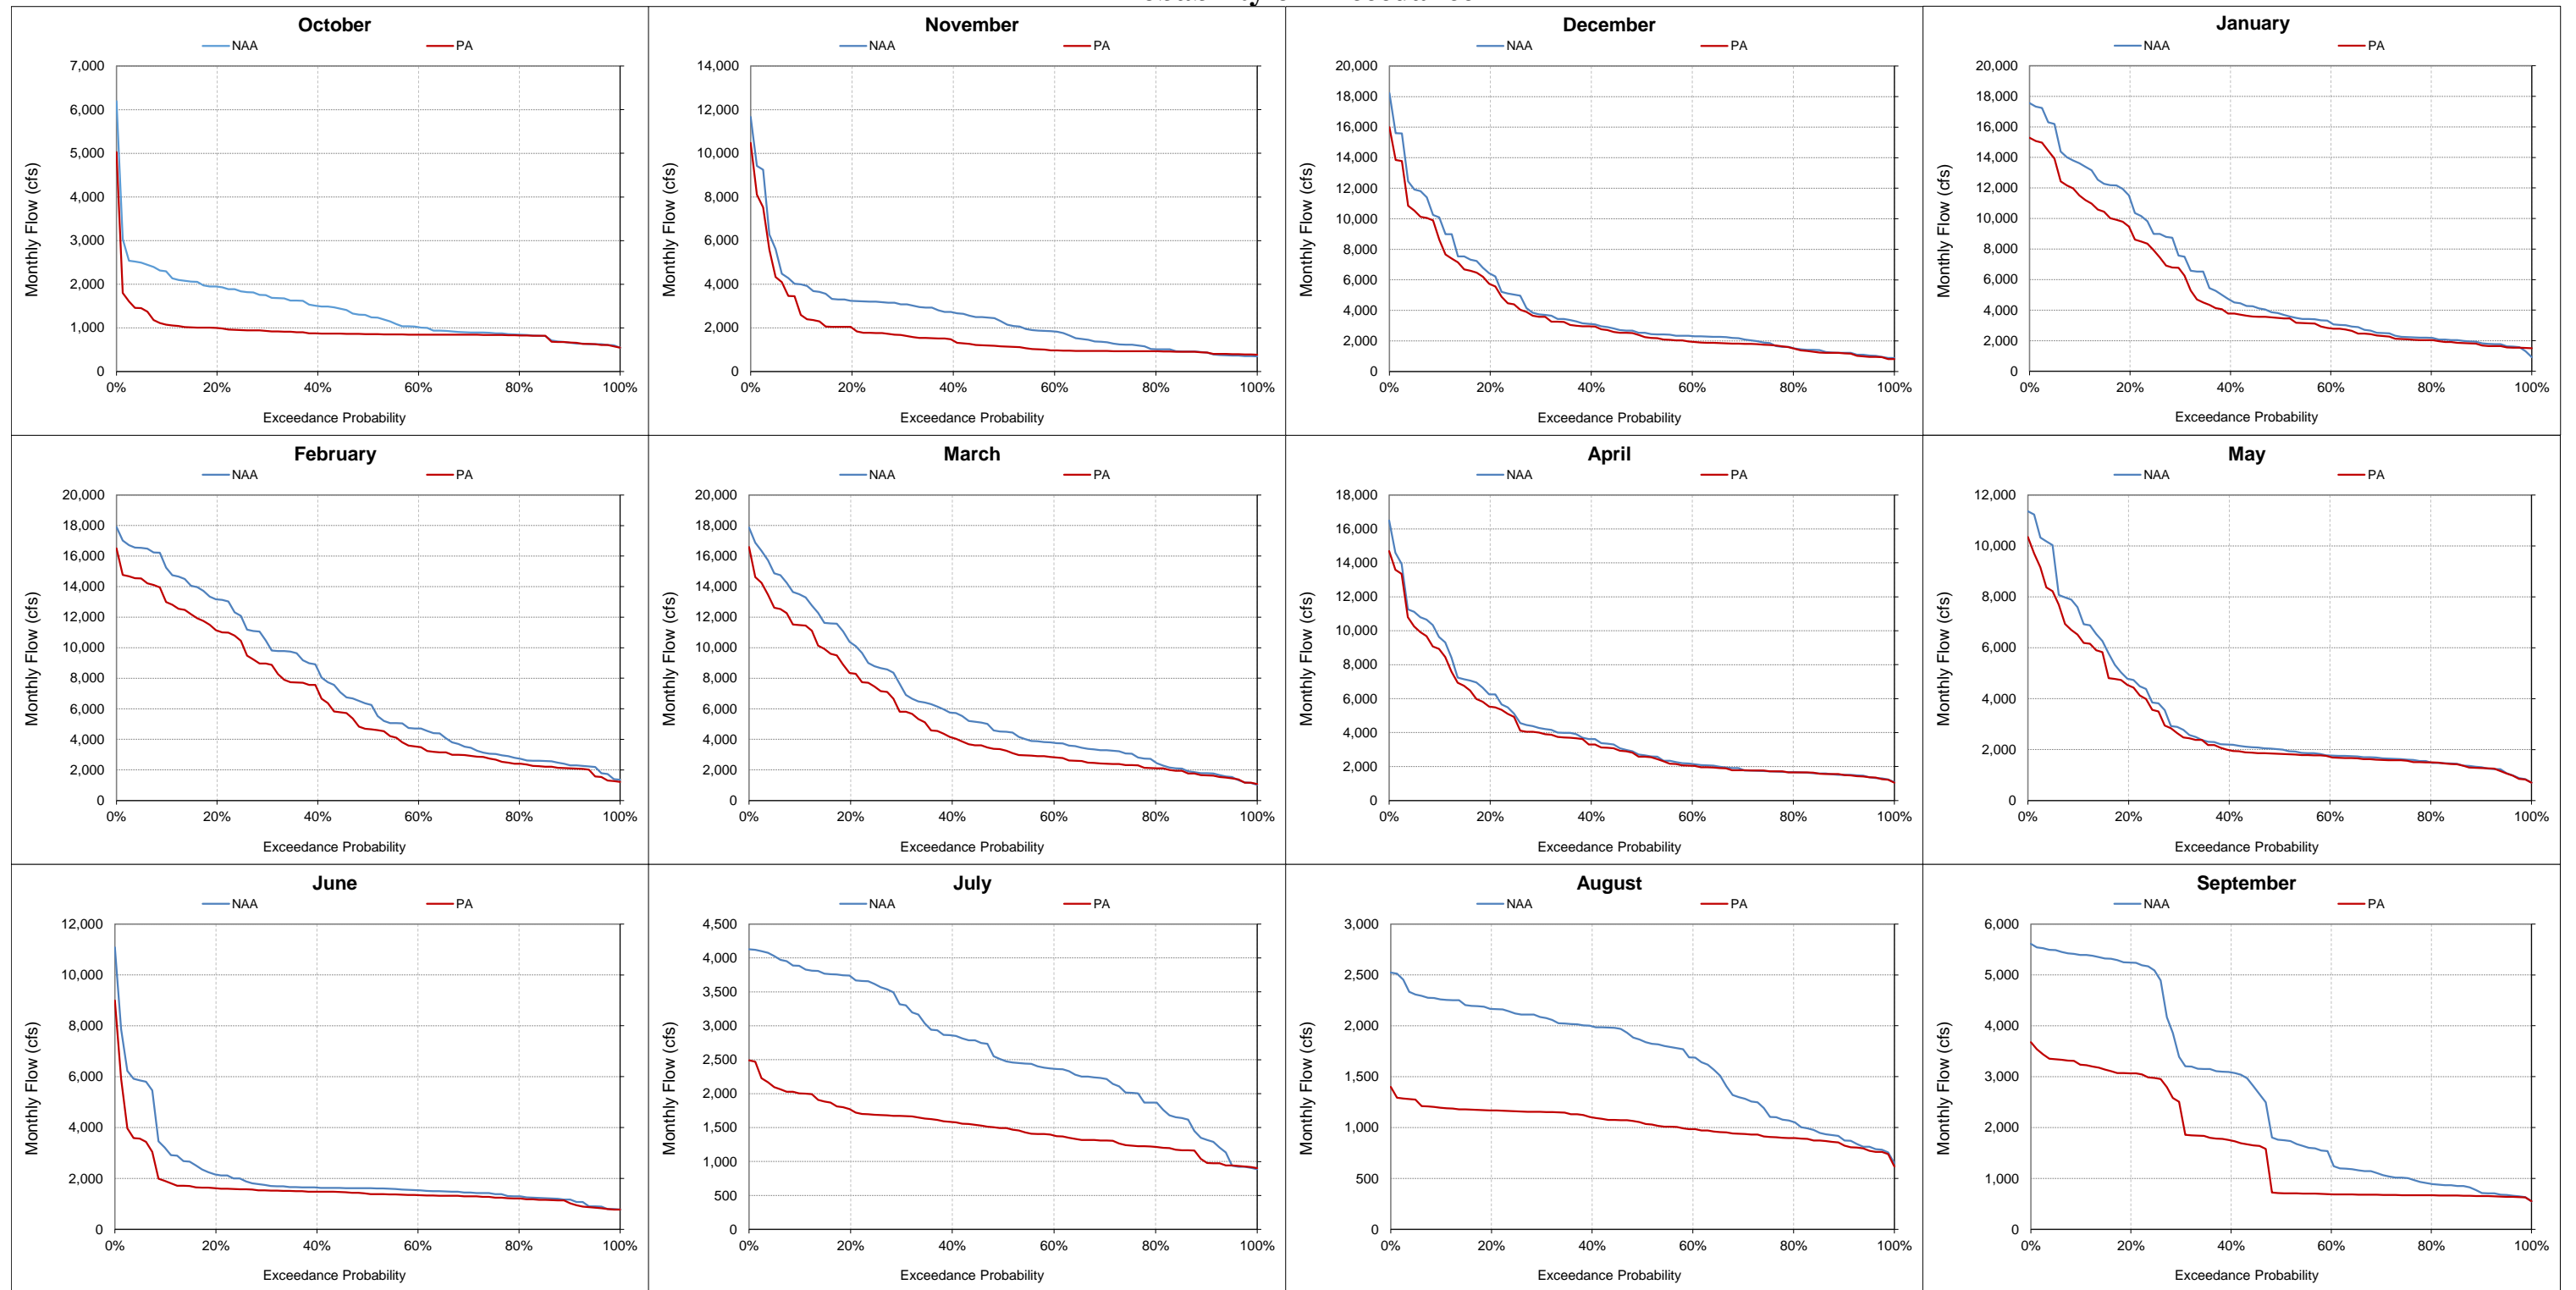 October
NAA PA
7,000
6,000
5,000
4,000
3,000
2,000
1,000
0
0% 20% 40% 60% 80% 100%
Monthly Flow (cfs)
Exceedance Probability
November
NAA PA
14,000
12,000
10,000
8,000
6,000
4,000
2,000
0
0% 20% 40% 60% 80% 100%
Monthly Flow (cfs)
Exceedance Probability
December
NAA PA
20,000
18,000
16,000
14,000
12,000
10,000
8,000
6,000
4,000
2,000
0
0% 20% 40% 60% 80% 100%
Monthly Flow (cfs)
Exceedance Probability
January
NAA PA
20,000
18,000
16,000
14,000
12,000
10,000
8,000
6,000
4,000
2,000
0
0% 20% 40% 60% 80% 100%
Monthly Flow (cfs)
Exceedance Probability
February
NAA PA
20,000
18,000
16,000
14,000
12,000
10,000
8,000
6,000
4,000
2,000
0
0% 20% 40% 60% 80% 100%
Monthly Flow (cfs)
Exceedance Probability
March
NAA PA
20,000
18,000
16,000
14,000
12,000
10,000
8,000
6,000
4,000
2,000
0
0% 20% 40% 60% 80% 100%
Monthly Flow (cfs)
Exceedance Probability
April
NAA PA
18,000
16,000
14,000
12,000
10,000
8,000
6,000
4,000
2,000
0
0% 20% 40% 60% 80% 100%
Monthly Flow (cfs)
Exceedance Probability
May
NAA PA
12,000
10,000
8,000
6,000
4,000
2,000
0
0% 20% 40% 60% 80% 100%
Monthly Flow (cfs)
Exceedance Probability
June
NAA PA
12,000
10,000
8,000
6,000
4,000
2,000
0
0% 20% 40% 60% 80% 100%
Monthly Flow (cfs)
Exceedance Probability
July
NAA PA
4,500
4,000
3,500
3,000
2,500
2,000
1,500
1,000
500
0
0% 20% 40% 60% 80% 100%
Monthly Flow (cfs)
Exceedance Probability
August
NAA PA
3,000
2,500
2,000
1,500
1,000
500
0
0% 20% 40% 60% 80% 100%
Monthly Flow (cfs)
Exceedance Probability
September
NAA PA
6,000
5,000
4,000
3,000
2,000
1,000
0
0% 20% 40% 60% 80% 100%
Monthly Flow (cfs)
Exceedance Probability